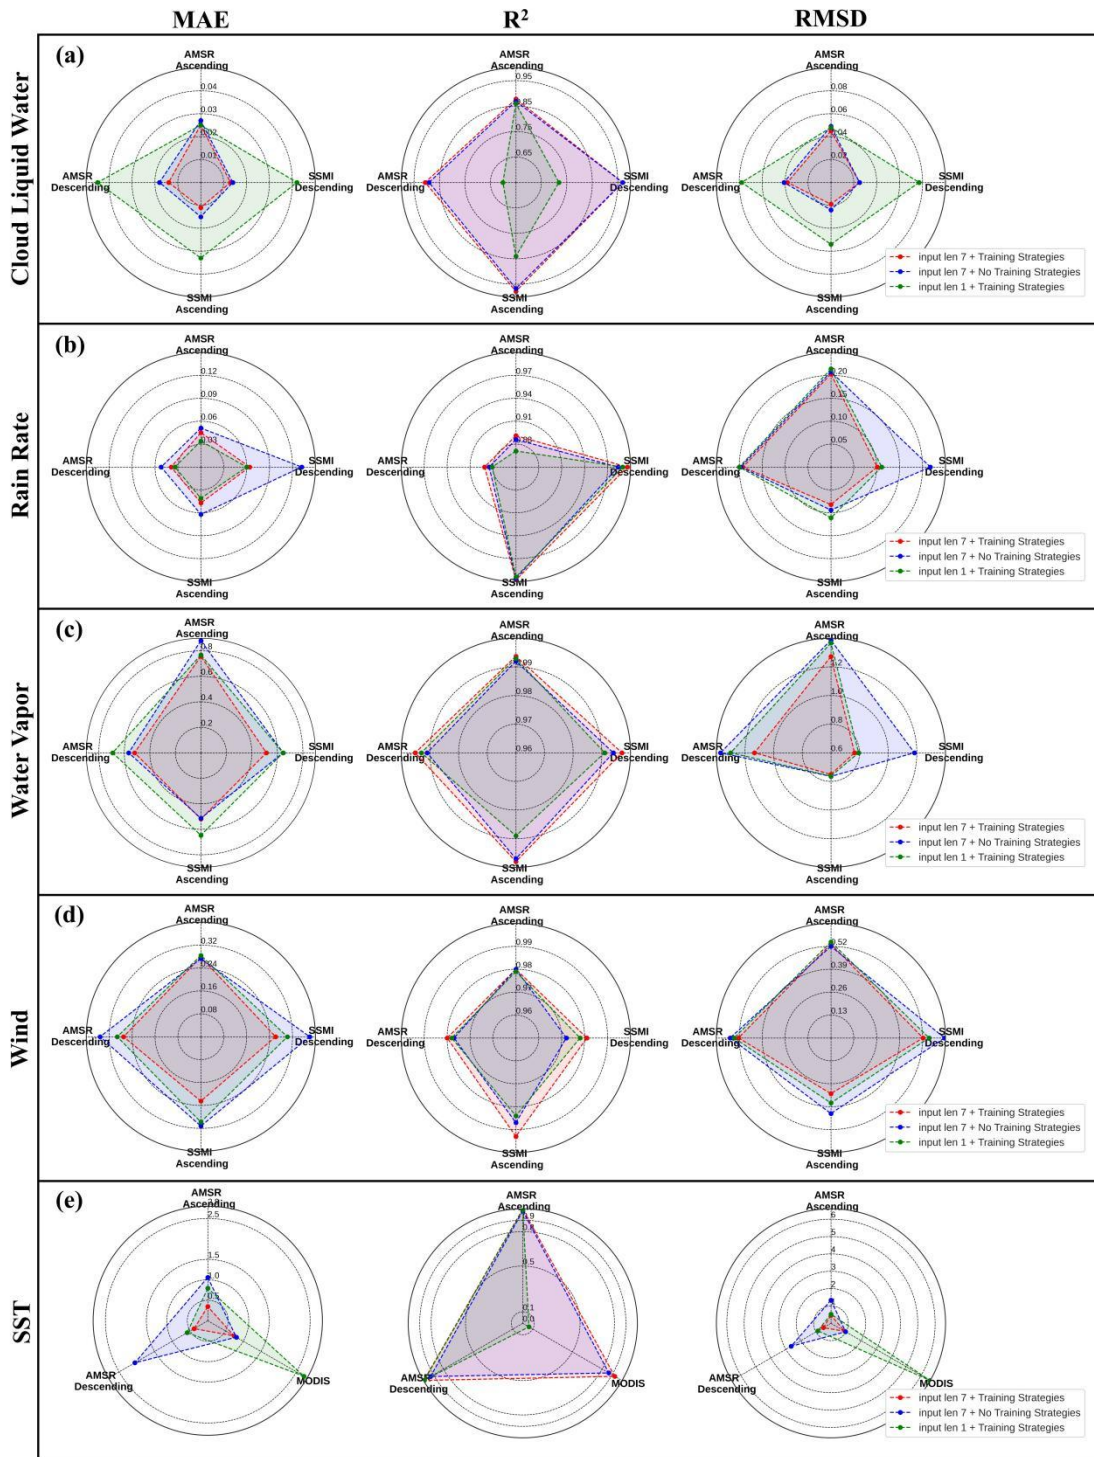 MAE R² RMSD
Cloud Liquid Water
(a)
AMSR
Ascending
0.04
0.03
0.02
0.01
AMSR
Descending
SSMI
Descending
SSMI
Ascending
AMSR
Ascending
0.95
0.85
0.75
0.65
AMSR
Descending
SSMI
Descending
SSMI
Ascending
AMSR
Ascending
0.08
0.06
0.04
0.02
AMSR
Descending
SSMI
Descending
SSMI
Ascending
input len 7 + Training Strategies
input len 7 + No Training Strategies
input len 1 + Training Strategies
Rain Rate
(b)
AMSR
Ascending
0.12
0.09
0.06
0.03
AMSR
Descending
SSMI
Descending
SSMI
Ascending
AMSR
Ascending
0.97
0.94
0.91
0.88
AMSR
Descending
SSMI
Descending
SSMI
Ascending
AMSR
Ascending
0.20
0.15
0.10
0.05
AMSR
Descending
SSMI
Descending
SSMI
Ascending
input len 7 + Training Strategies
input len 7 + No Training Strategies
input len 1 + Training Strategies
Water Vapor
(c)
AMSR
Ascending
0.8
0.6
0.4
0.2
AMSR
Descending
SSMI
Descending
SSMI
Ascending
AMSR
Ascending
0.99
0.98
0.97
0.96
AMSR
Descending
SSMI
Descending
SSMI
Ascending
AMSR
Ascending
1.2
1.0
0.8
0.6
AMSR
Descending
SSMI
Descending
SSMI
Ascending
input len 7 + Training Strategies
input len 7 + No Training Strategies
input len 1 + Training Strategies
Wind
(d)
AMSR
Ascending
0.32
0.24
0.16
0.08
AMSR
Descending
SSMI
Descending
SSMI
Ascending
AMSR
Ascending
0.99
0.98
0.97
0.96
AMSR
Descending
SSMI
Descending
SSMI
Ascending
AMSR
Ascending
0.52
0.39
0.26
0.13
AMSR
Descending
SSMI
Descending
SSMI
Ascending
input len 7 + Training Strategies
input len 7 + No Training Strategies
input len 1 + Training Strategies
SST
(e)
AMSR
Ascending
2.8
2.5
1.5
1.0
0.5
AMSR
Descending
MODIS
AMSR
Ascending
0.9
0.8
0.5
0.1
0.0
AMSR
Descending
MODIS
AMSR
Ascending
6
5
4
3
2
AMSR
Descending
MODIS
input len 7 + Training Strategies
input len 7 + No Training Strategies
input len 1 + Training Strategies